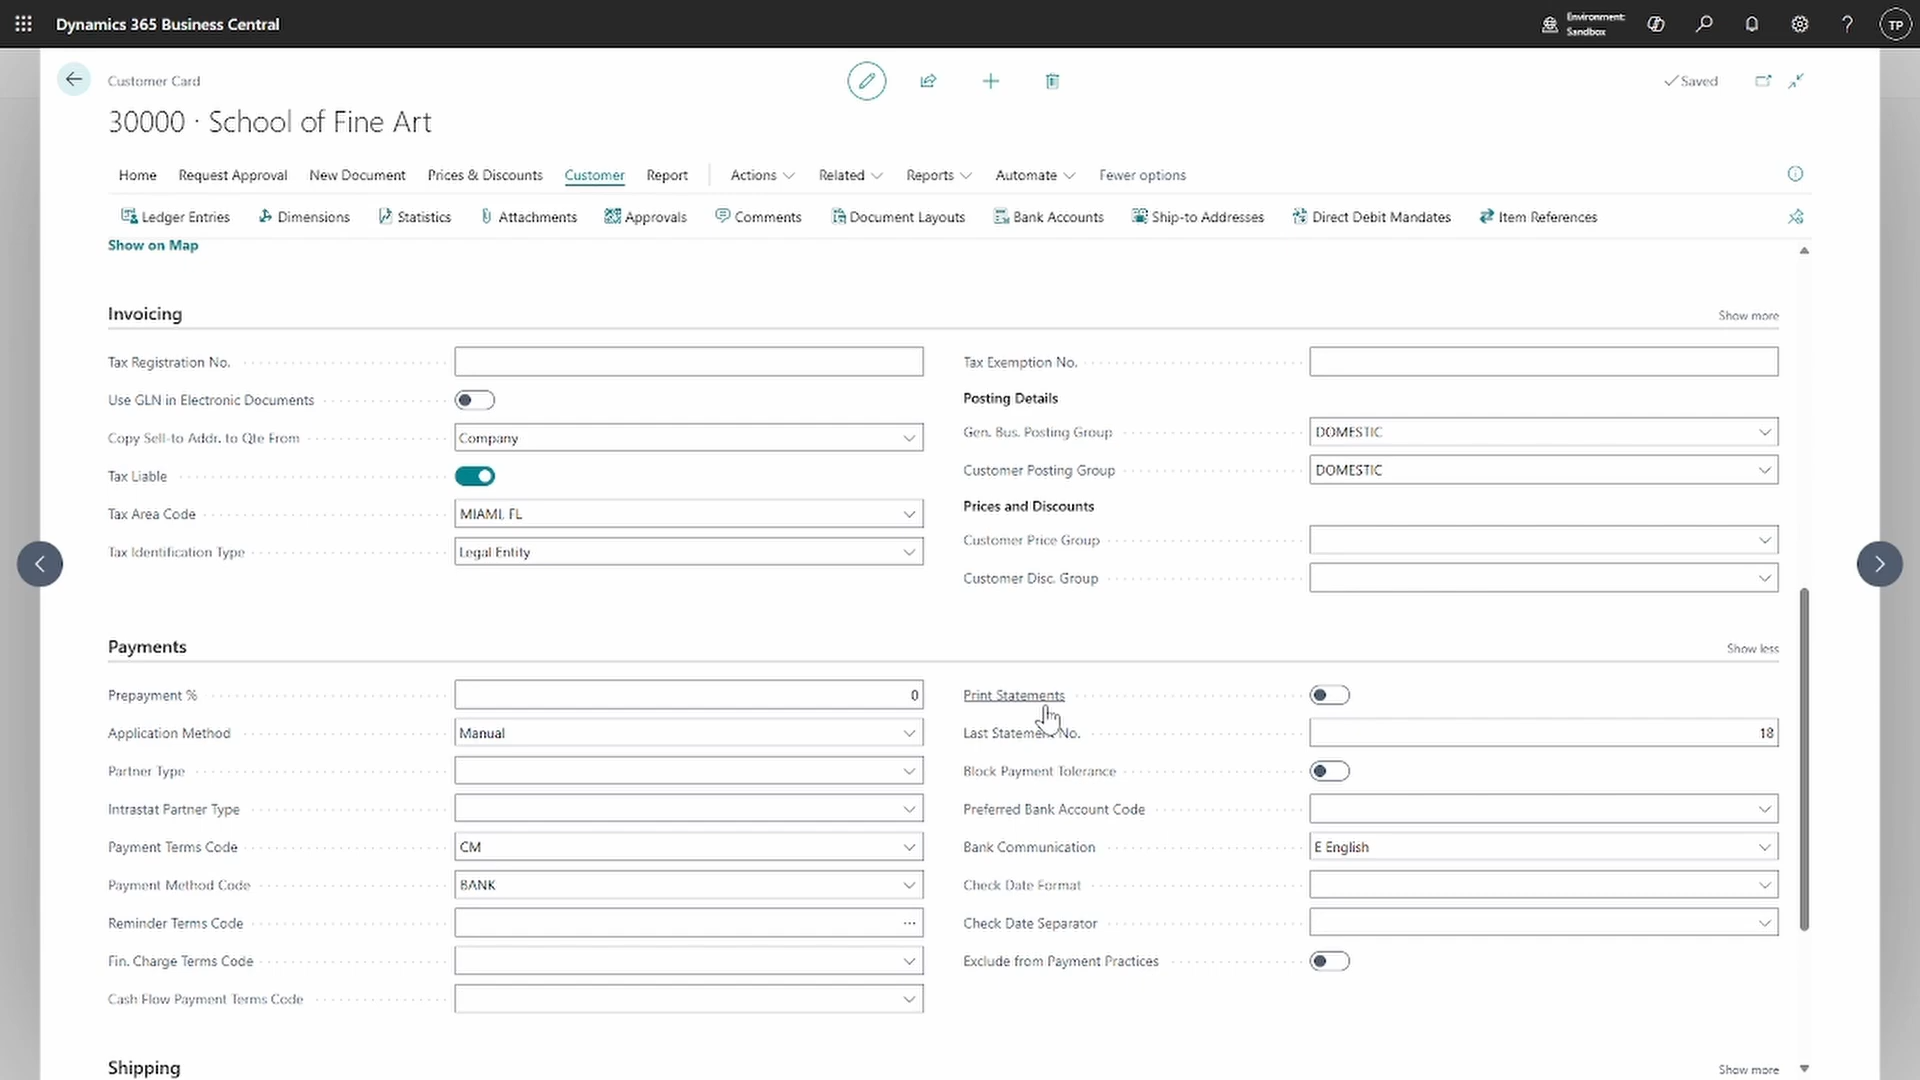 Dynamics 365 Business Central
Environment:
Sandbox
?
TP
Customer Card
Saved
30000 · School of Fine Art
Home Request Approval New Document Prices & Discounts Customer Report Actions Related Reports Automate Fewer options
Ledger Entries Dimensions Statistics Attachments Approvals Comments Document Layouts Bank Accounts Ship-to Addresses Direct Debit Mandates Item References
Show on Map
Invoicing
Show more
Tax Registration No.
Use GLN in Electronic Documents
Copy Sell-to Addr. to Qte From Company
Tax Liable
Tax Area Code MIAMI, FL
Tax Identification Type Legal Entity
Tax Exemption No.
Posting Details
Gen. Bus. Posting Group DOMESTIC
Customer Posting Group DOMESTIC
Prices and Discounts
Customer Price Group
Customer Disc. Group
Payments
Show less
Prepayment % 0
Application Method Manual
Partner Type
Intrastat Partner Type
Payment Terms Code CM
Payment Method Code BANK
Reminder Terms Code ...
Fin. Charge Terms Code
Cash Flow Payment Terms Code
Print Statements
Last Statement No. 18
Block Payment Tolerance
Preferred Bank Account Code
Bank Communication E English
Check Date Format
Check Date Separator
Exclude from Payment Practices
Shipping
Show more